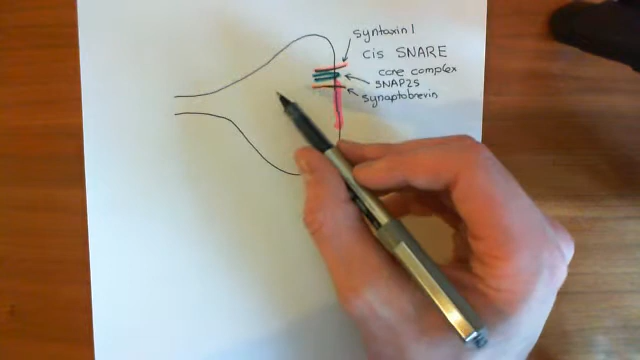 syntaxin 1
cis SNARE
core complex
SNAP25
synaptobrevin